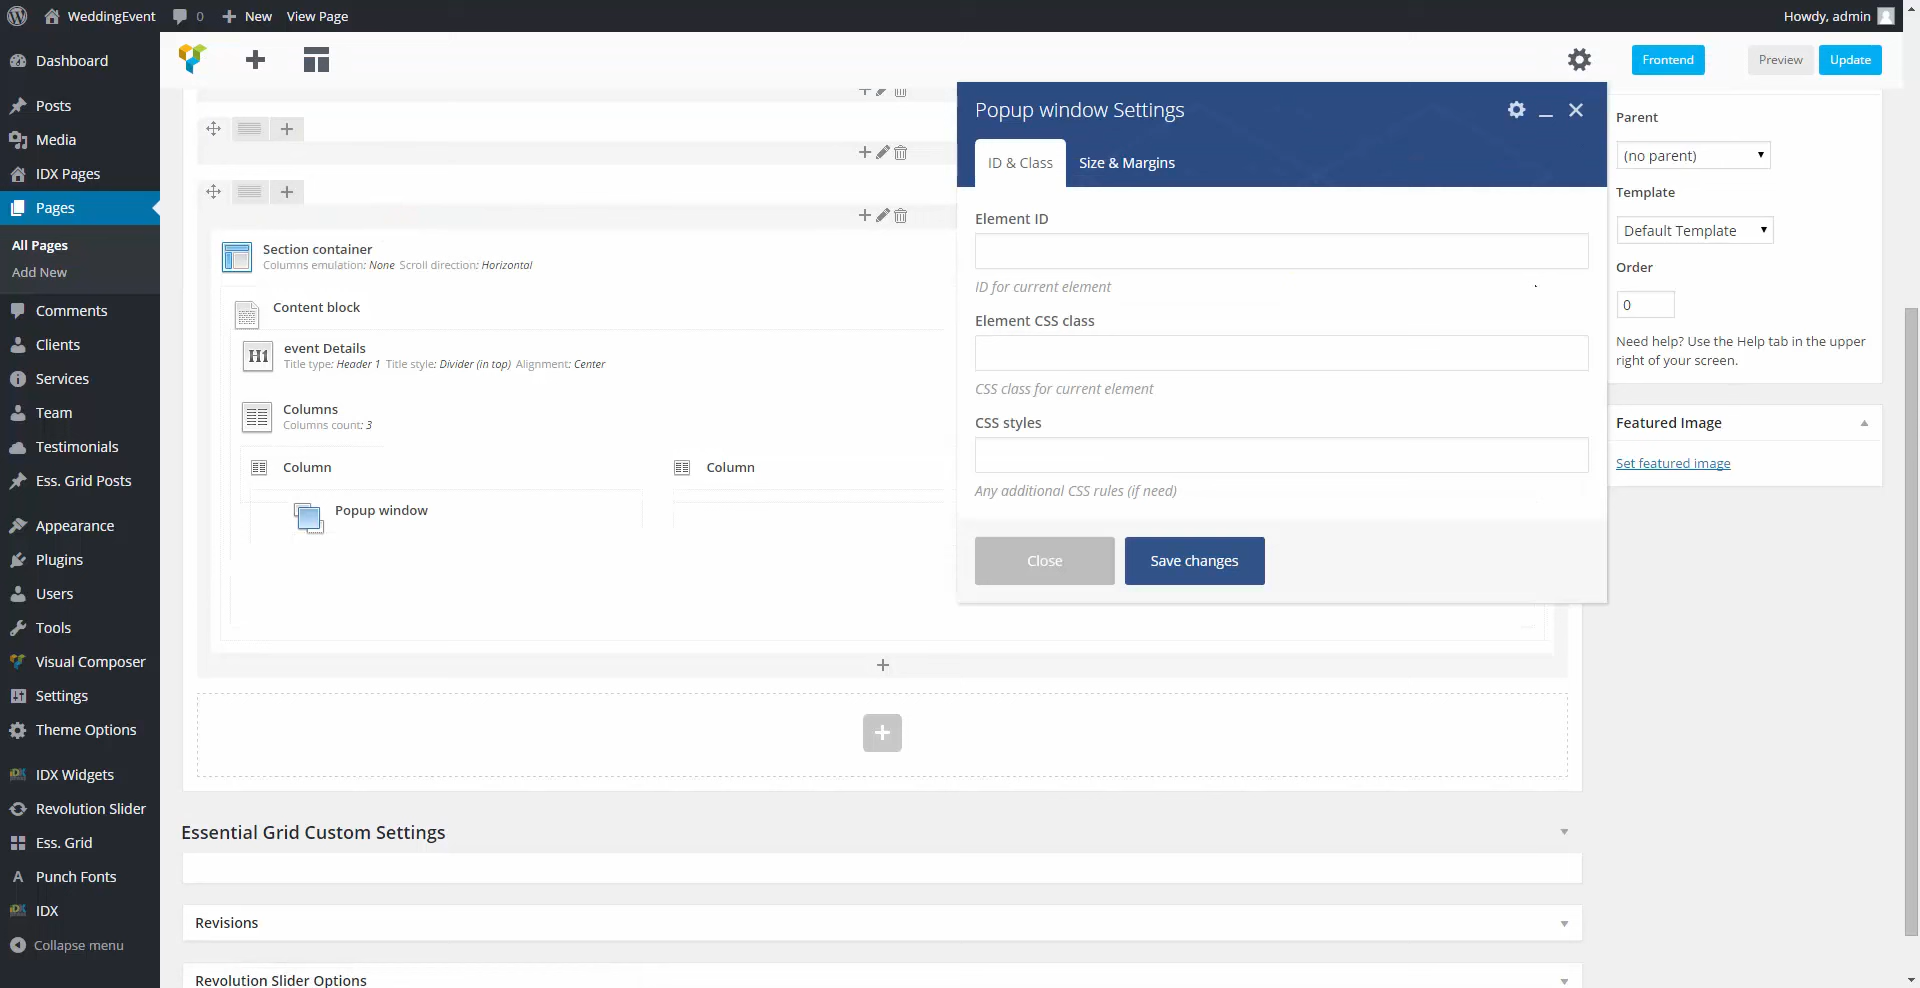 WeddingEvent
0
New
View Page
Howdy, admin
Dashboard
Posts
Media
IDX Pages
Pages
All Pages
Add New
Comments
Clients
Services
Team
Testimonials
Ess. Grid Posts
Appearance
Plugins
Users
Tools
Visual Composer
Settings
Theme Options
IDX Widgets
Revolution Slider
Ess. Grid
Punch Fonts
IDX
Collapse menu
Frontend
Preview
Update
Section container
Columns emulation: None Scroll direction: Horizontal
Content block
H1
event Details
Title type: Header 1 Title style: Divider (in top) Alignment: Center
Columns
Columns count: 3
Column
Column
Popup window
Popup window Settings
ID & Class
Size & Margins
Element ID
ID for current element
Element CSS class
CSS class for current element
CSS styles
Any additional CSS rules (if need)
Close
Save changes
Parent
(no parent)
Template
Default Template
Order
0
Need help? Use the Help tab in the upper
right of your screen.
Featured Image
Set featured image
Essential Grid Custom Settings
Revisions
Revolution Slider Options